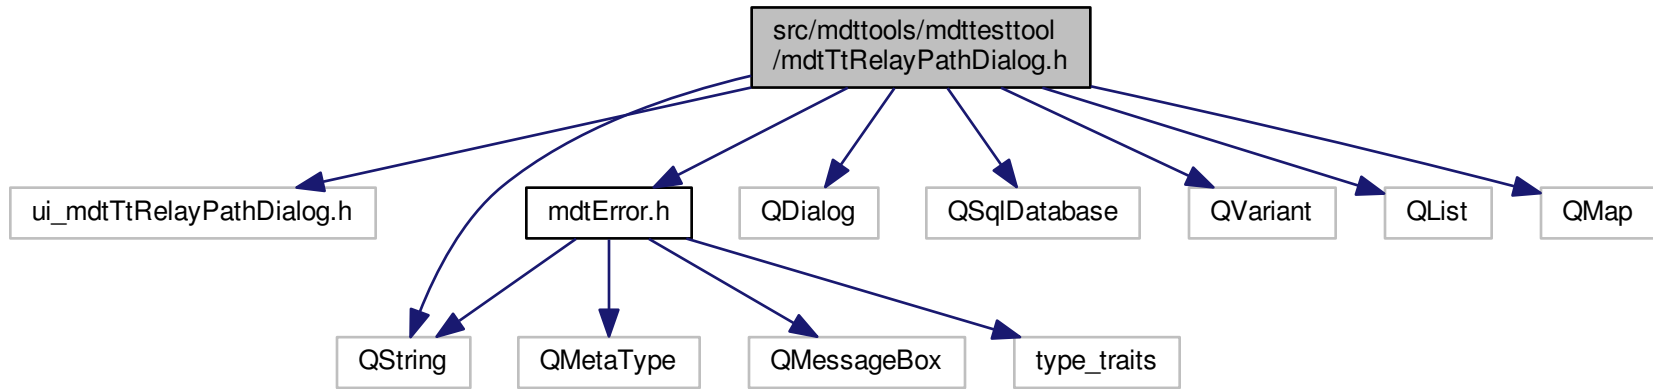 src/mdttools/mdttesttool
/mdtTtRelayPathDialog.h
ui_mdtTtRelayPathDialog.h
mdtError.h
QDialog
QSqlDatabase
QVariant
QList
QMap
QString
QMetaType
QMessageBox
type_traits